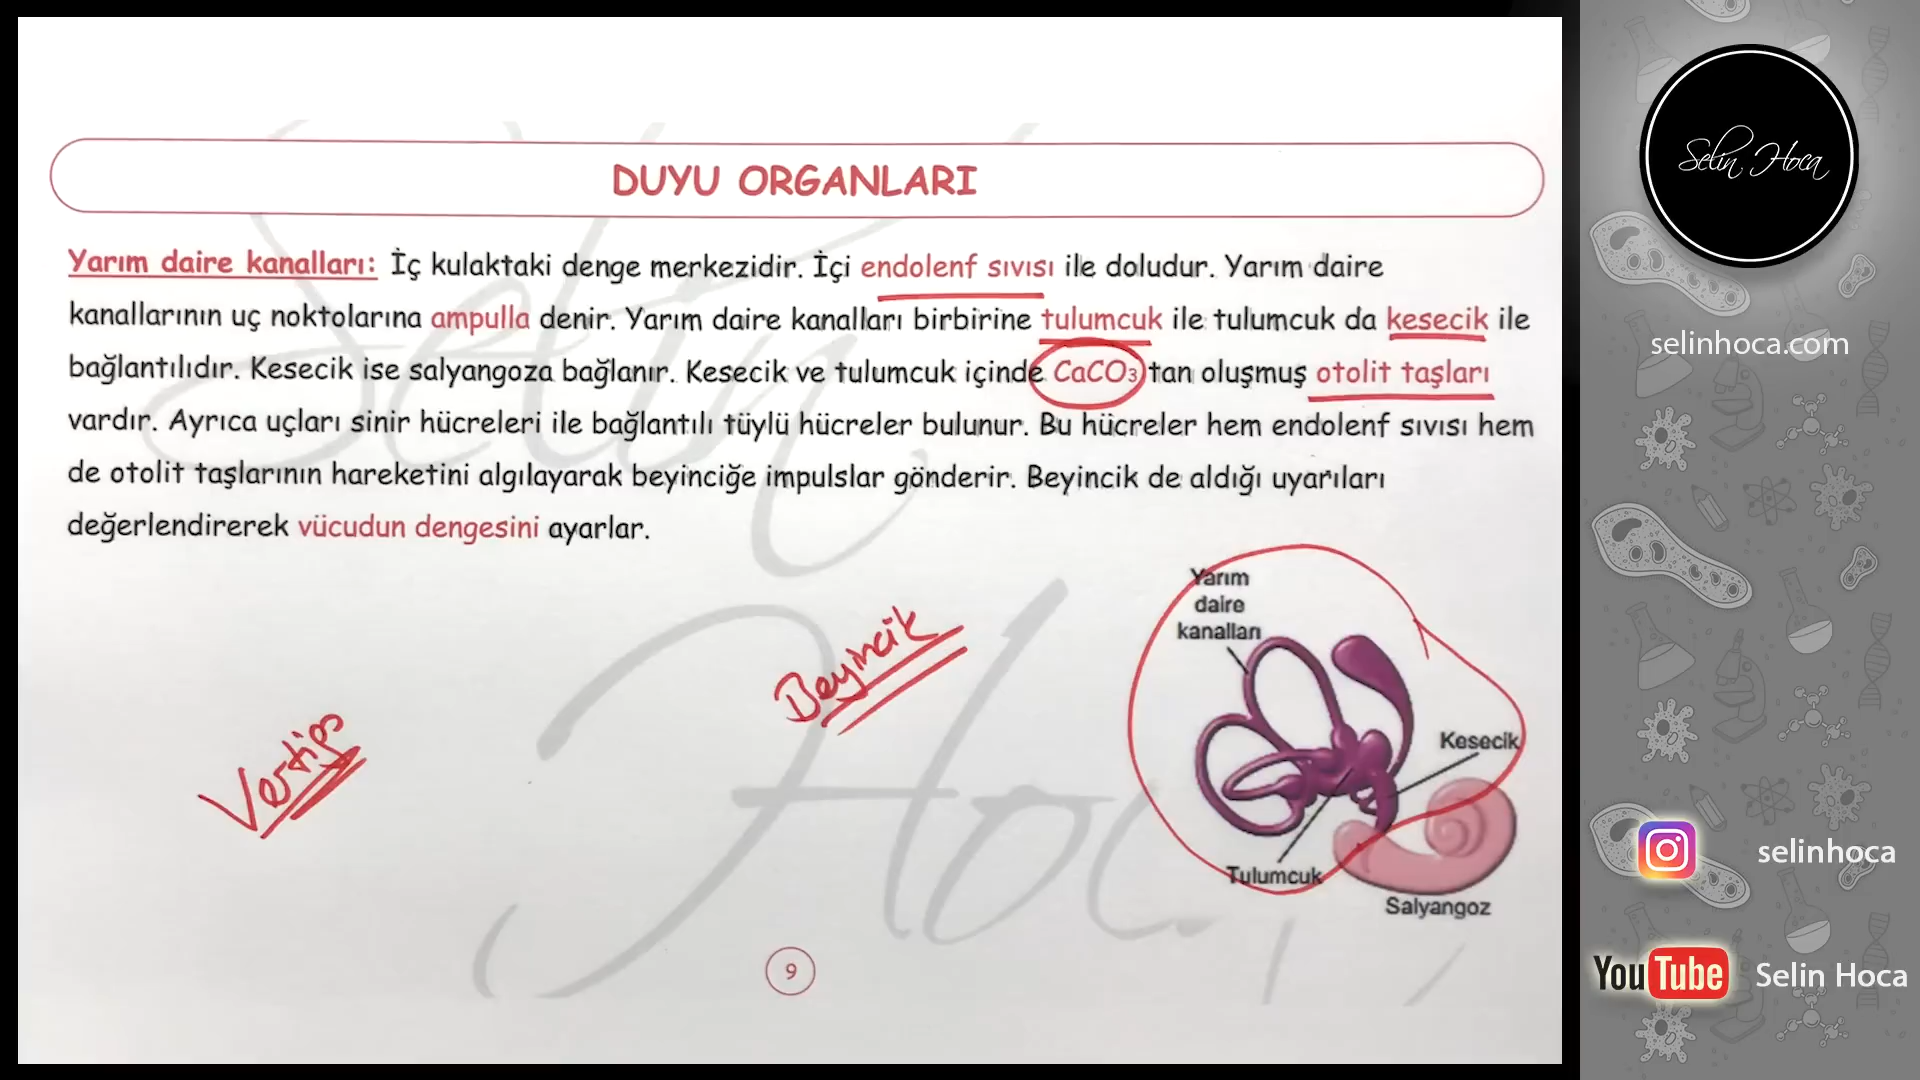 DUYU ORGANLARI
Yarım daire kanalları: İç kulaktaki denge merkezidir. İçi endolenf sıvısı ile doludur. Yarım daire
kanallarının uç noktolarına ampulla denir. Yarım daire kanalları birbirine tulumcuk ile tulumcuk da kesecik ile
bağlantılıdır. Kesecik ise salyangoza bağlanır. Kesecik ve tulumcuk içinde CaCO₃ tan oluşmuş otolit taşları
vardır. Ayrıca uçları sinir hücreleri ile bağlantılı tüylü hücreler bulunur. Bu hücreler hem endolenf sıvısı hem
de otolit taşlarının hareketini algılayarak beyinciğe impulslar gönderir. Beyincik de aldığı uyarıları
değerlendirerek vücudun dengesini ayarlar.
Yarım
daire
kanalları
Kesecik
Tulumcuk
Salyangoz
Beyincik
9
Selin Hoca
Selin Hoca
selinhoca.com
selinhoca
YouTube Selin Hoca